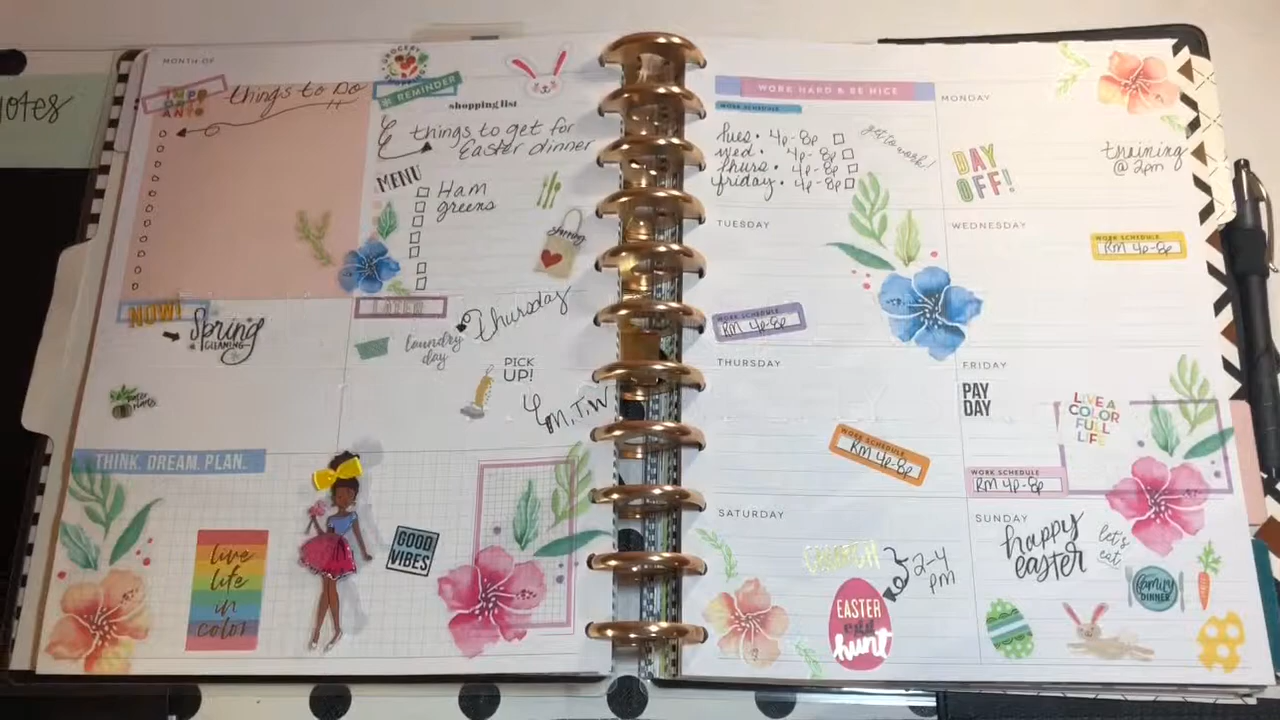 Notes
MONTH OF
IMPORTANT
things to Do
GROCERY
REMINDER
shopping list
things to get for
Easter dinner
MENU
Ham
greens
NOW!
Spring
CLEANING
LATER
laundry
day
Thursday
PICK
UP!
M, T, W
water
plants
THINK. DREAM. PLAN.
live
life
in
color
GOOD
VIBES
WORK HARD & BE NICE
WORK SCHEDULE
tues • 4p-8p
wed • 4p-8p
thurs • 4p-8p
friday • 4p-8p
get to work!
MONDAY
DAY
OFF!
training
@ 2pm
TUESDAY
WORK SCHEDULE
RM 4p-8p
WEDNESDAY
WORK SCHEDULE
RM 4p-8p
THURSDAY
WORK SCHEDULE
RM 4p-8p
FRIDAY
PAY
DAY
LIVE A
COLOR
FULL
LIFE
WORK SCHEDULE
RM 4p-8p
SATURDAY
CHURCH
2-4
pm
EASTER
egg
hunt
SUNDAY
happy
easter
let's
eat
family
DINNER